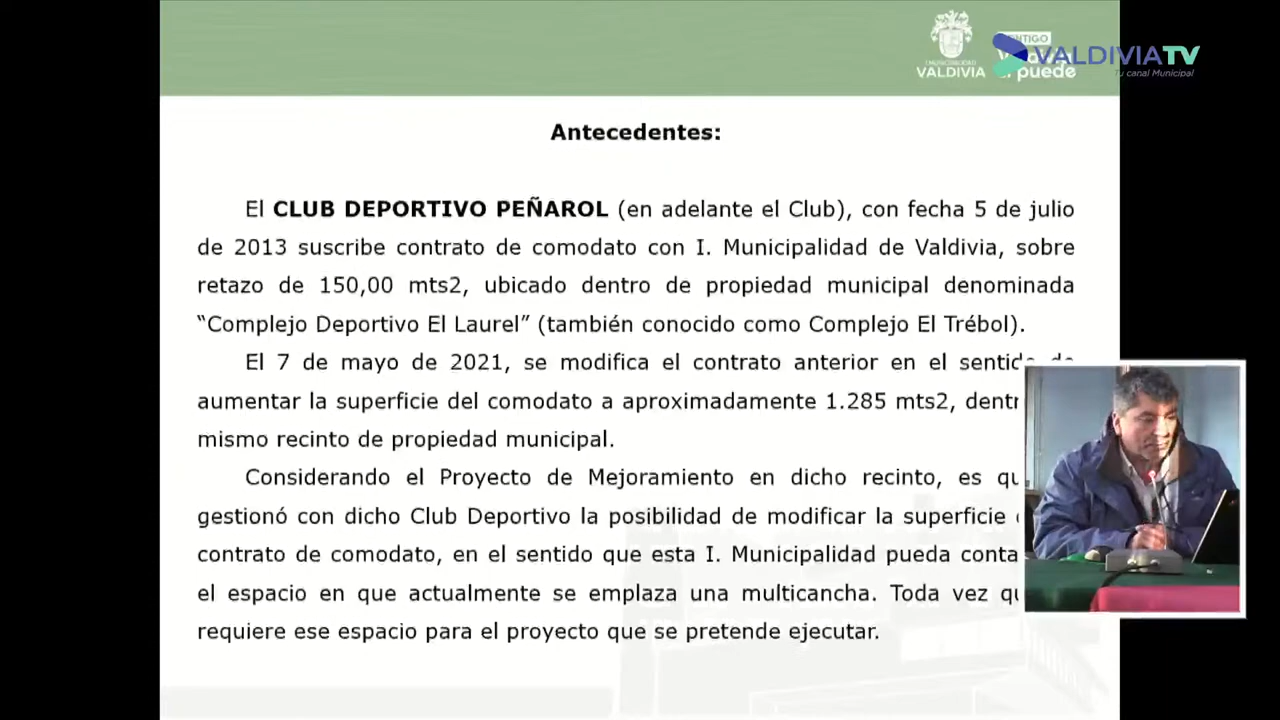 I. MUNICIPALIDAD
VALDIVIA
VALDIVIATV
Tu canal Municipal
puede
Antecedentes:
El CLUB DEPORTIVO PEÑAROL (en adelante el Club), con fecha 5 de julio
de 2013 suscribe contrato de comodato con I. Municipalidad de Valdivia, sobre
retazo de 150,00 mts2, ubicado dentro de propiedad municipal denominada
“Complejo Deportivo El Laurel” (también conocido como Complejo El Trébol).
El 7 de mayo de 2021, se modifica el contrato anterior en el sentido de
aumentar la superficie del comodato a aproximadamente 1.285 mts2,
mismo recinto de propiedad municipal.
Considerando el Proyecto de Mejoramiento en dicho recinto, es
gestionó con dicho Club Deportivo la posibilidad de modificar la superficie
contrato de comodato, en el sentido que esta I. Municipalidad pueda
el espacio en que actualmente se emplaza una multicancha. Toda vez
requiere ese espacio para el proyecto que se pretende ejecutar.